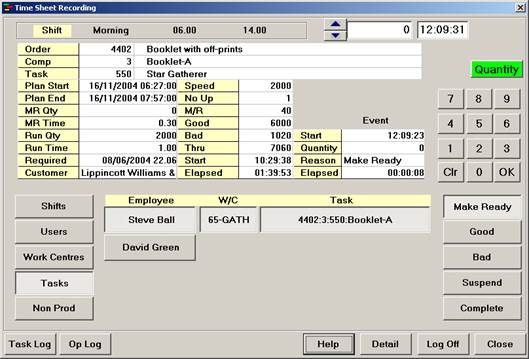 Time Sheet Recording
Shift Morning 06.00 14.00 0 12:09:31
Order 4402 Booklet with off-prints
Comp 3 Booklet-A
Task 550 Star Gatherer
Quantity
Plan Start 16/11/2004 06:27:00 Speed 2000
Plan End 16/11/2004 07:57:00 No Up 1
MR Qty 0 M/R 40
MR Time 0.30 Good 6000 Event
Run Qty 2000 Bad 1020 Start 12:09:23
Run Time 1.00 Thru 7060 Quantity 0
Required 08/06/2004 22.06 Start 10:29:38 Reason Make Ready
Customer Lippincott Williams & Elapsed 01:39:53 Elapsed 00:00:08
7 8 9
4 5 6
1 2 3
Clr 0 OK
Employee W/C Task
Steve Ball 65-GATH 4402:3:550:Booklet-A
David Green
Shifts
Users
Work Centres
Tasks
Non Prod
Make Ready
Good
Bad
Suspend
Complete
Task Log Op Log Help Detail Log Off Close